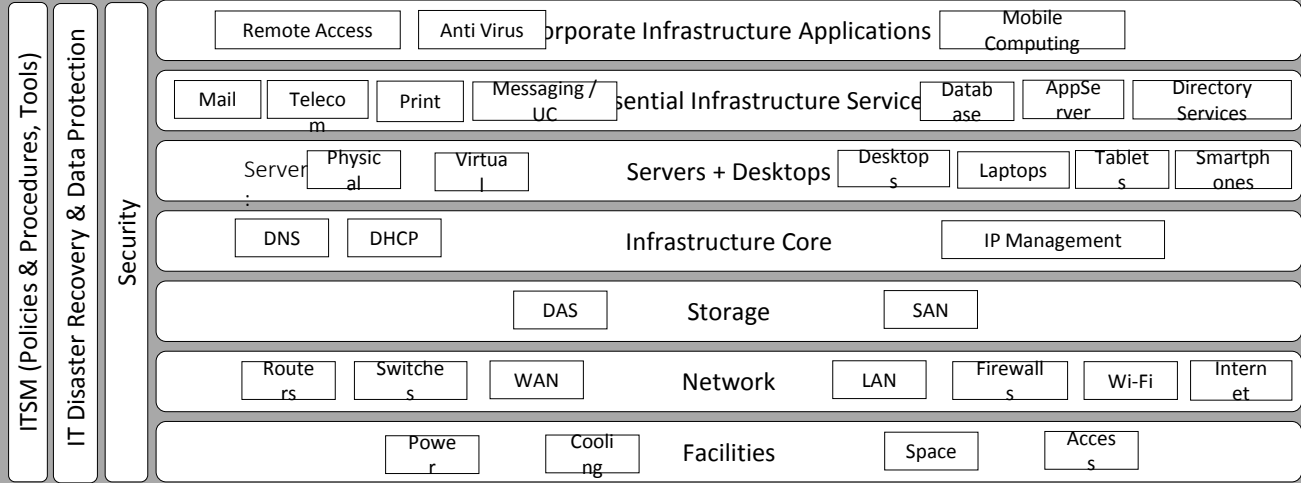 ITSM (Policies & Procedures, Tools)
IT Disaster Recovery & Data Protection
Security
Remote Access
Anti Virus
orporate Infrastructure Applications
Mobile
Computing
Mail
Teleco
m
Print
Messaging /
UC
sential Infrastructure Service
Datab
ase
AppSe
rver
Directory
Services
Server
:
Physic
al
Virtua
l
Servers + Desktops
Desktop
s
Laptops
Tablet
s
Smartph
ones
DNS
DHCP
Infrastructure Core
IP Management
DAS
Storage
SAN
Route
rs
Switche
s
WAN
Network
LAN
Firewall
s
Wi-Fi
Intern
et
Powe
r
Cooli
ng
Facilities
Space
Acces
s